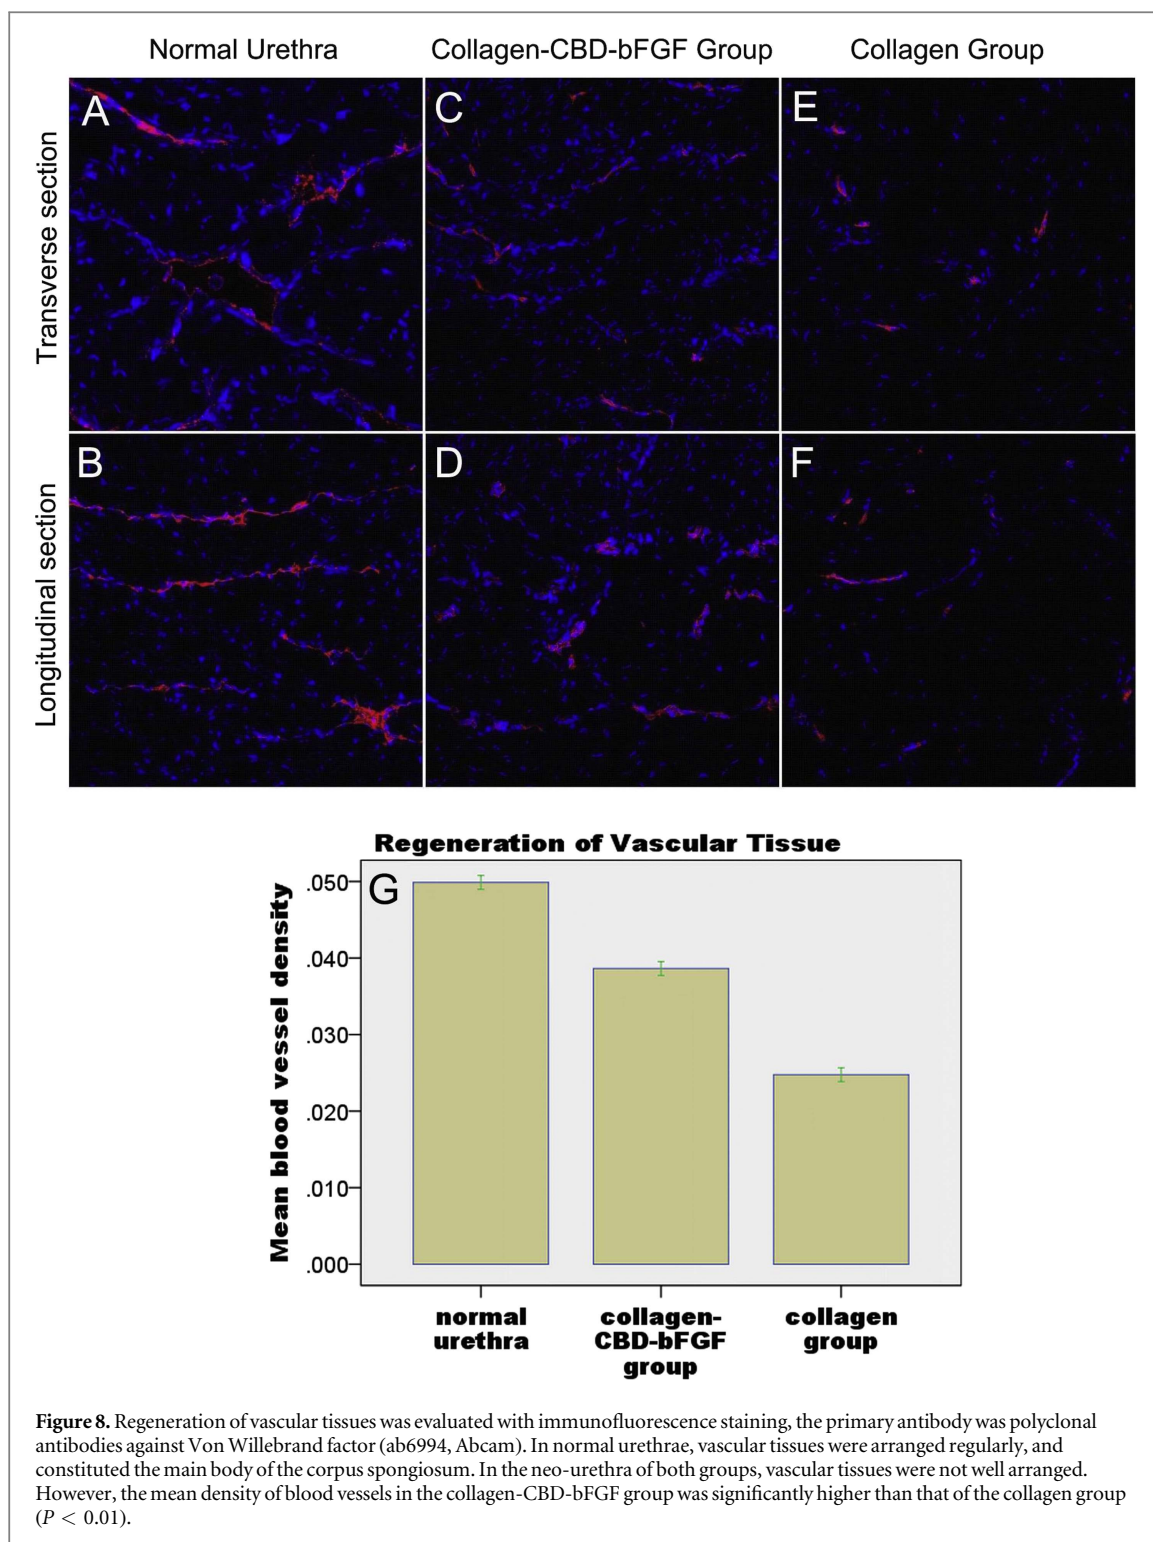 Normal Urethra Collagen-CBD-bFGF Group Collagen Group
Transverse section
A C E
Longitudinal section
B D F
Regeneration of Vascular Tissue
G
Mean blood vessel density
.050
.040
.030
.020
.010
.000
normal urethra
collagen-CBD-bFGF group
collagen group
Figure 8. Regeneration of vascular tissues was evaluated with immunofluorescence staining, the primary antibody was polyclonal
antibodies against Von Willebrand factor (ab6994, Abcam). In normal urethrae, vascular tissues were arranged regularly, and
constituted the main body of the corpus spongiosum. In the neo-urethra of both groups, vascular tissues were not well arranged.
However, the mean density of blood vessels in the collagen-CBD-bFGF group was significantly higher than that of the collagen group
(P < 0.01).